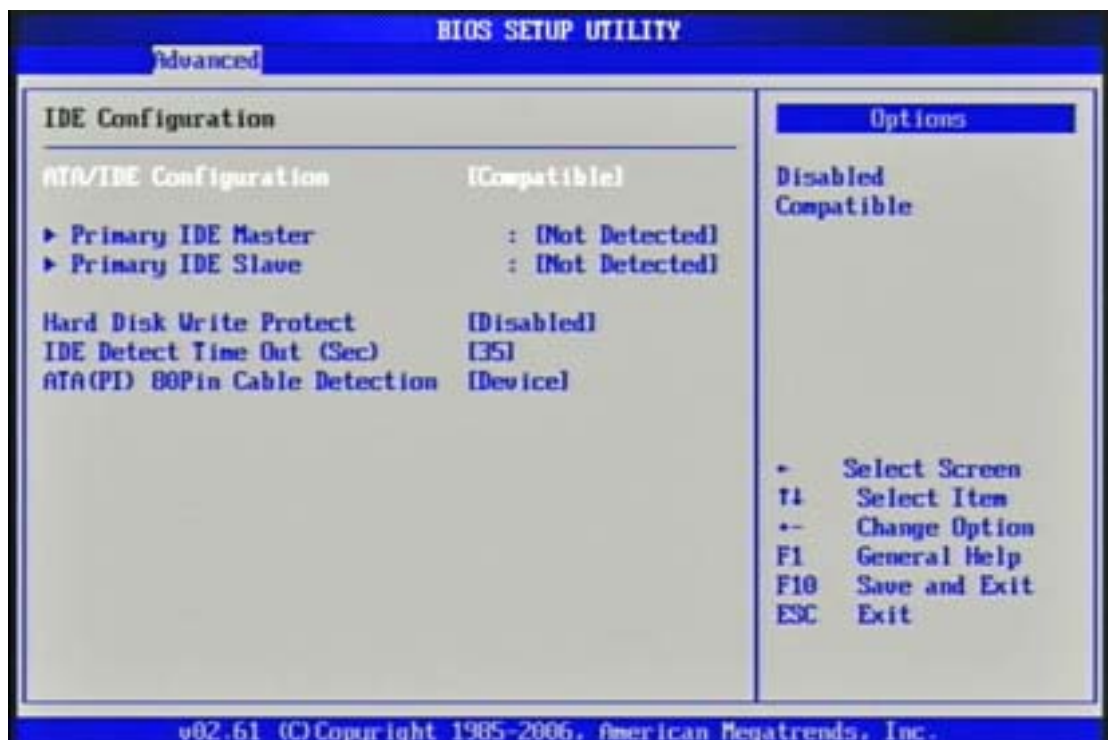 BIOS SETUP UTILITY
Advanced
IDE Configuration
ATA/IDE Configuration [Compatible]
► Primary IDE Master : [Not Detected]
► Primary IDE Slave : [Not Detected]
Hard Disk Write Protect [Disabled]
IDE Detect Time Out (Sec) [35]
ATA(PI) 80Pin Cable Detection [Device]
Options
Disabled
Compatible
← Select Screen
↑↓ Select Item
+- Change Option
F1 General Help
F10 Save and Exit
ESC Exit
v02.61 (C)Copyright 1985-2006, American Megatrends, Inc.